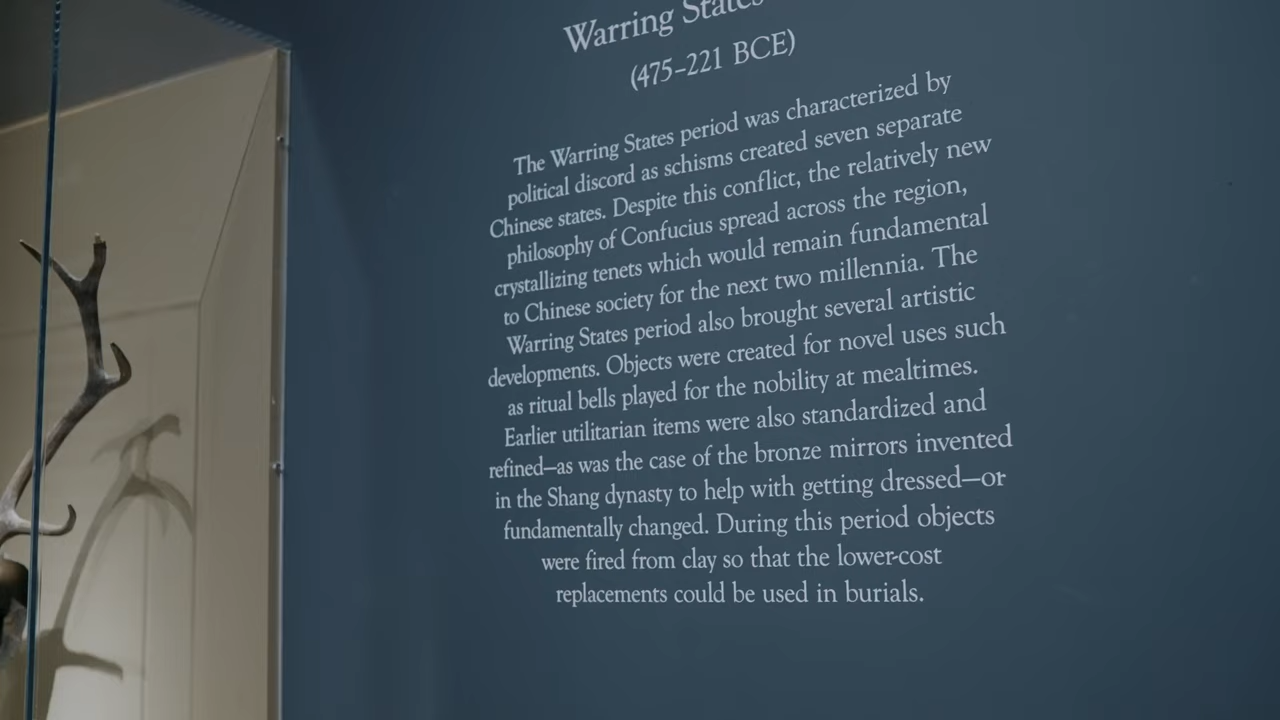 Warring States
(475–221 BCE)
The Warring States period was characterized by
political discord as schisms created seven separate
Chinese states. Despite this conflict, the relatively new
philosophy of Confucius spread across the region,
crystallizing tenets which would remain fundamental
to Chinese society for the next two millennia. The
Warring States period also brought several artistic
developments. Objects were created for novel uses such
as ritual bells played for the nobility at mealtimes.
Earlier utilitarian items were also standardized and
refined—as was the case of the bronze mirrors invented
in the Shang dynasty to help with getting dressed—or
fundamentally changed. During this period objects
were fired from clay so that the lower-cost
replacements could be used in burials.